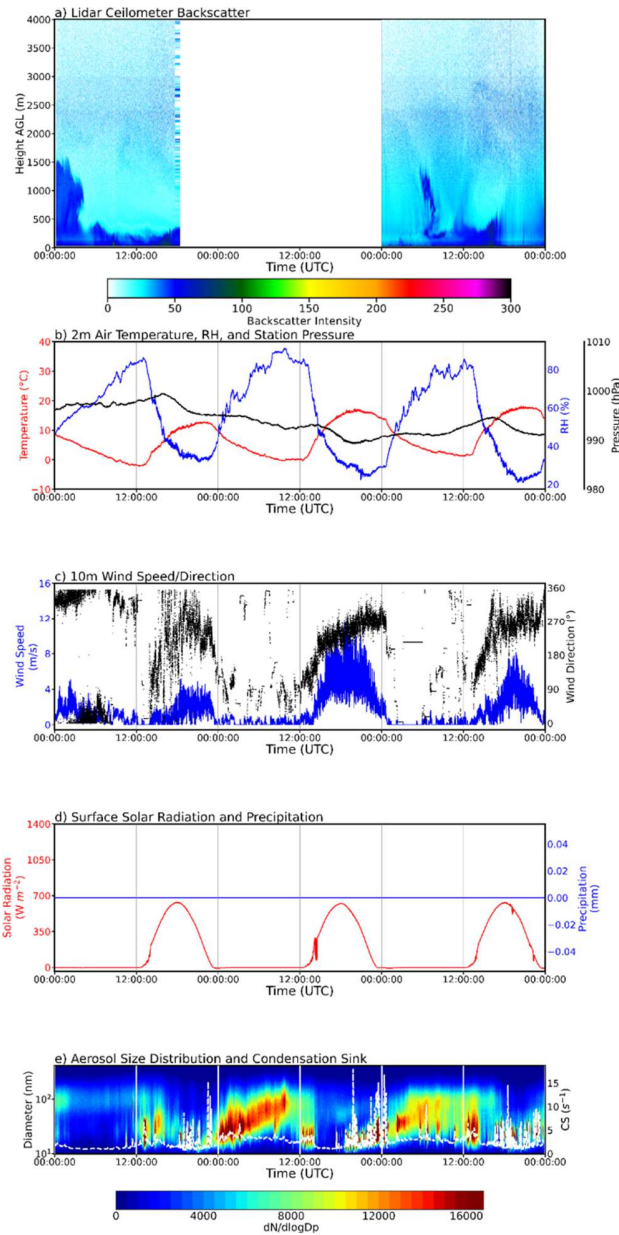 a) Lidar Ceilometer Backscatter
4000
3500
3000
2500
2000
1500
1000
500
0
Height AGL (m)
00:00:00 12:00:00 00:00:00 12:00:00 00:00:00 12:00:00 00:00:00
Time (UTC)
0 50 100 150 200 250 300
Backscatter Intensity
b) 2m Air Temperature, RH, and Station Pressure
40
30
20
10
0
−10
Temperature (°C)
80
60
40
20
RH (%)
1010
1000
990
980
Pressure (hPa)
00:00:00 12:00:00 00:00:00 12:00:00 00:00:00 12:00:00 00:00:00
Time (UTC)
c) 10m Wind Speed/Direction
16
12
8
4
0
Wind Speed
(m/s)
360
270
180
90
0
Wind Direction (°)
00:00:00 12:00:00 00:00:00 12:00:00 00:00:00 12:00:00 00:00:00
Time (UTC)
d) Surface Solar Radiation and Precipitation
1400
1050
700
350
0
Solar Radiation
(W m⁻²)
0.04
0.02
0.00
−0.02
−0.04
Precipitation
(mm)
00:00:00 12:00:00 00:00:00 12:00:00 00:00:00 12:00:00 00:00:00
Time (UTC)
e) Aerosol Size Distribution and Condensation Sink
10²
10¹
Diameter (nm)
15
10
5
0
CS (s⁻¹)
00:00:00 12:00:00 00:00:00 12:00:00 00:00:00 12:00:00 00:00:00
Time (UTC)
0 4000 8000 12000 16000
dN/dlogDp